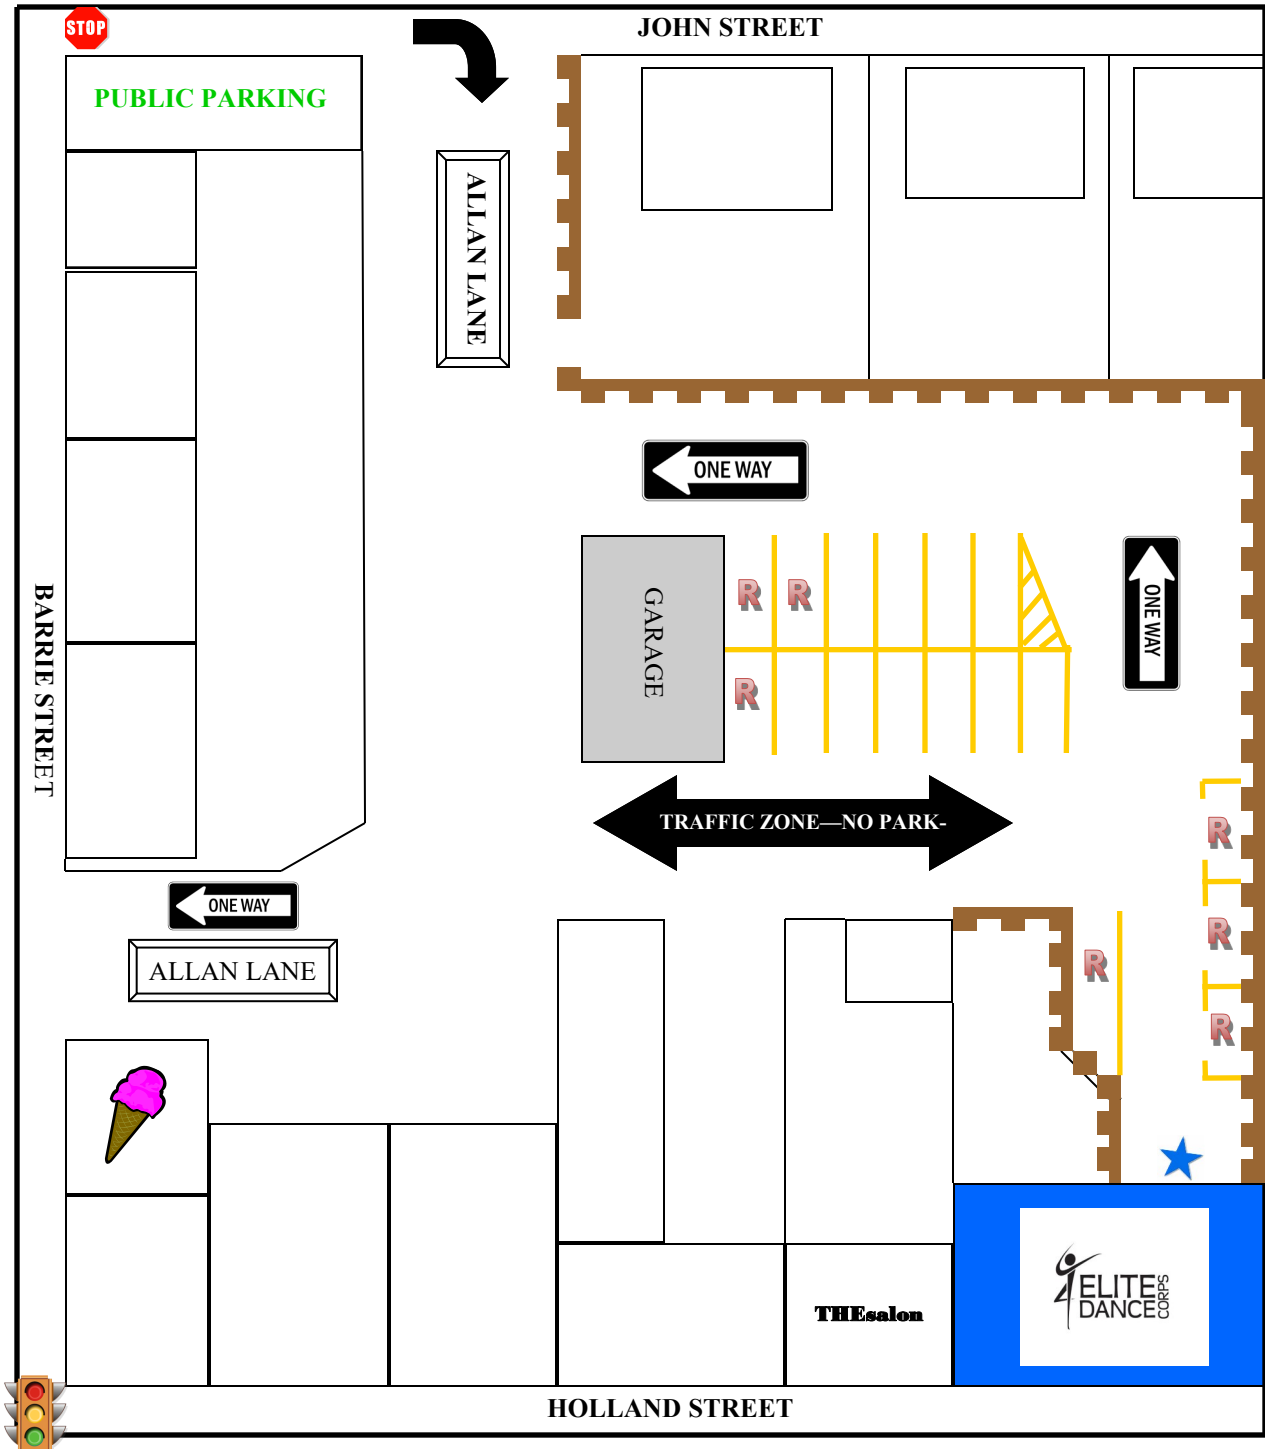 STOP
JOHN STREET
PUBLIC PARKING
ALLAN LANE
ONE WAY
ONE WAY
GARAGE
R R
R
BARRIE STREET
TRAFFIC ZONE—NO PARK-
R
ONE WAY
R
R
ALLAN LANE
R
ELITE
DANCE
CORPS
THEsalon
HOLLAND STREET